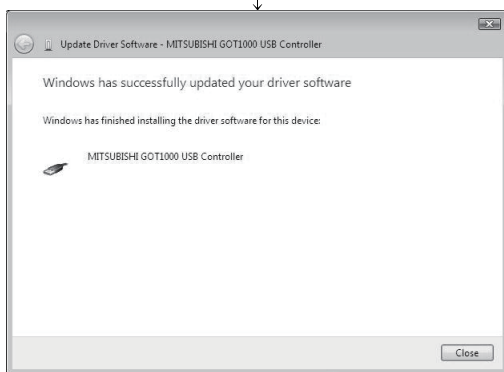 Update Driver Software - MITSUBISHI GOT1000 USB Controller
Windows has successfully updated your driver software
Windows has finished installing the driver software for this device:
MITSUBISHI GOT1000 USB Controller
Close